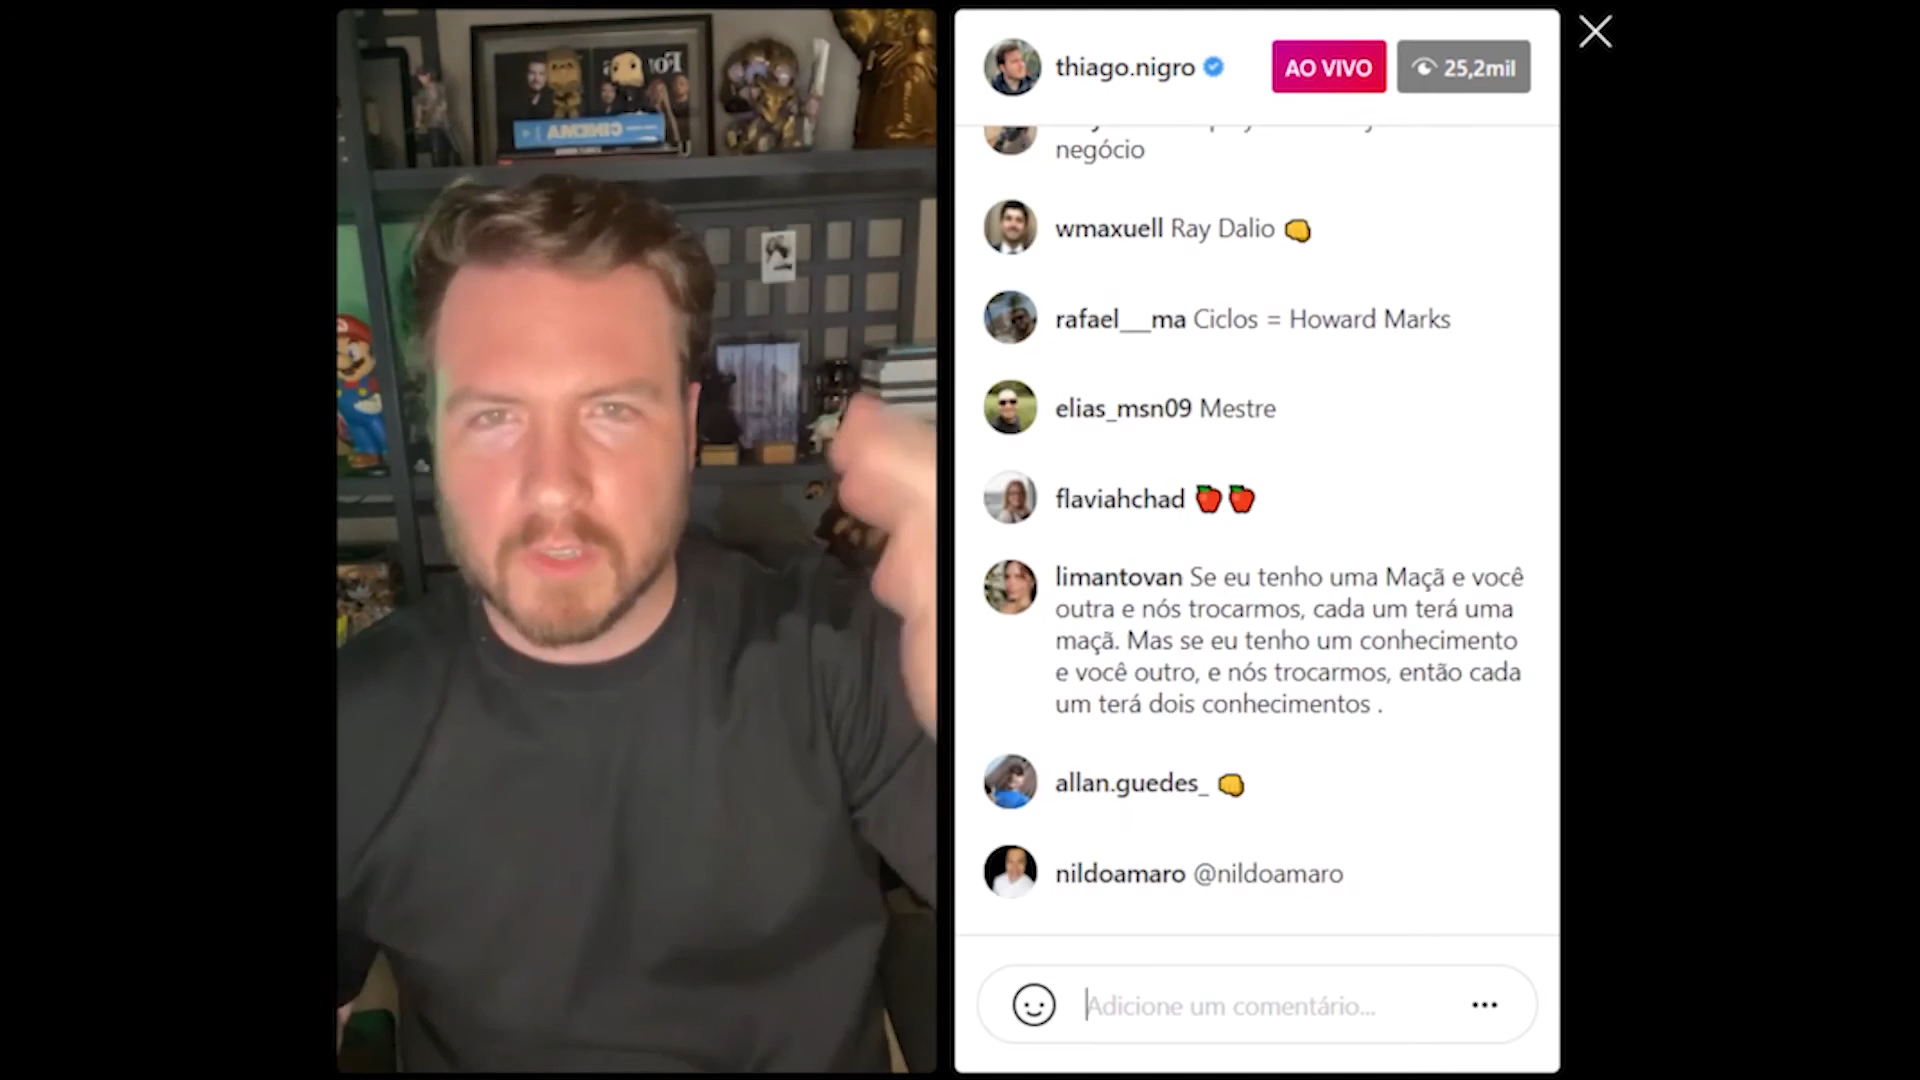 thiago.nigro
AO VIVO
25,2mil
negócio
wmaxuell Ray Dalio
rafael__ma Ciclos = Howard Marks
elias_msn09 Mestre
flaviahchad
limantovan Se eu tenho uma Maçã e você
outra e nós trocarmos, cada um terá uma
maçã. Mas se eu tenho um conhecimento
e você outro, e nós trocarmos, então cada
um terá dois conhecimentos .
allan.guedes_
nildoamaro @nildoamaro
Adicione um comentário...
CINEMA